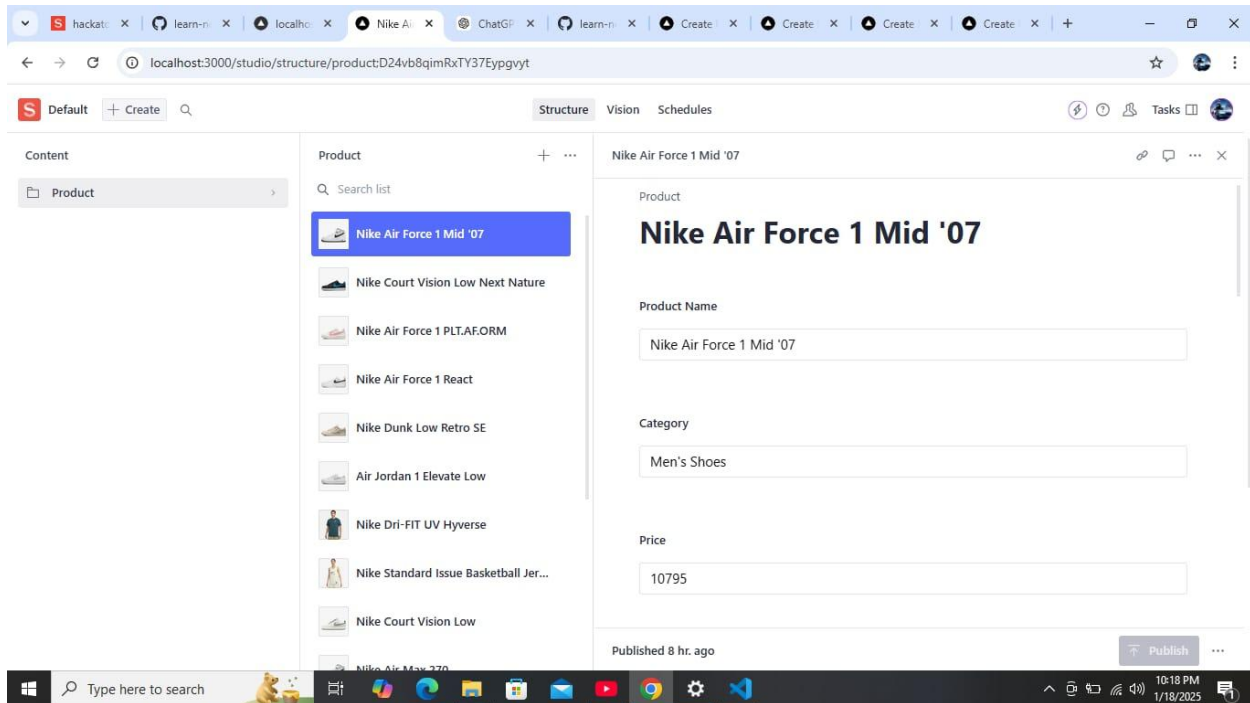 S hackat
learn-n
localho
Nike Ai
ChatGP
learn-n
Create
Create
Create
Create
localhost:3000/studio/structure/product;D24vb8qimRxTY37Eypgvyt
S Default + Create
Structure Vision Schedules
Tasks
Content
Product
Product
Search list
Nike Air Force 1 Mid '07
Nike Court Vision Low Next Nature
Nike Air Force 1 PLT.AF.ORM
Nike Air Force 1 React
Nike Dunk Low Retro SE
Air Jordan 1 Elevate Low
Nike Dri-FIT UV Hyverse
Nike Standard Issue Basketball Jer...
Nike Court Vision Low
Nike Air Max 270
Nike Air Force 1 Mid '07
Product
Nike Air Force 1 Mid '07
Product Name
Nike Air Force 1 Mid '07
Category
Men's Shoes
Price
10795
Published 8 hr. ago
Publish
Type here to search
10:18 PM
1/18/2025
1